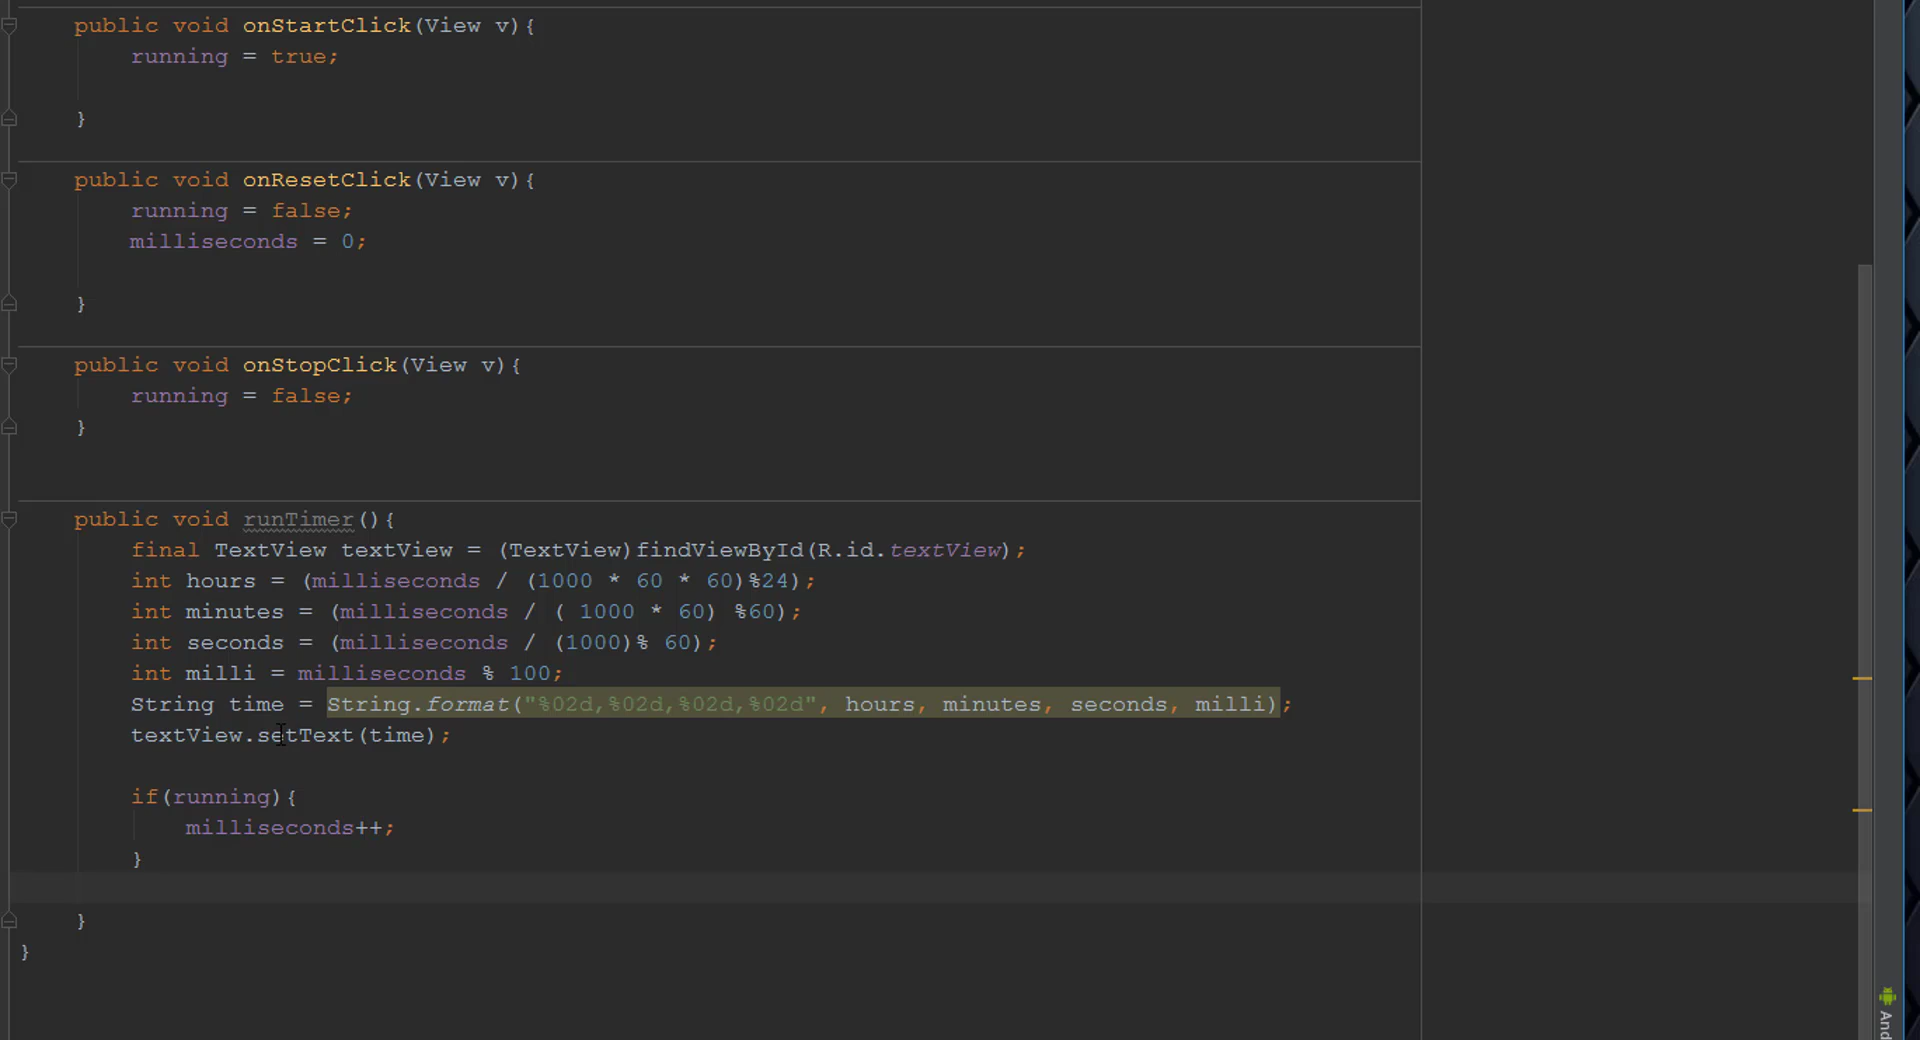 public void onStartClick(View v){
running = true;
}
public void onResetClick(View v){
running = false;
milliseconds = 0;
}
public void onStopClick(View v){
running = false;
}
public void runTimer(){
final TextView textView = (TextView)findViewById(R.id.textView);
int hours = (milliseconds / (1000 * 60 * 60)%24);
int minutes = (milliseconds / ( 1000 * 60) %60);
int seconds = (milliseconds / (1000)% 60);
int milli = milliseconds % 100;
String time = String.format("%02d,%02d,%02d,%02d", hours, minutes, seconds, milli);
textView.setText(time);
if(running){
milliseconds++;
}
}
}
And